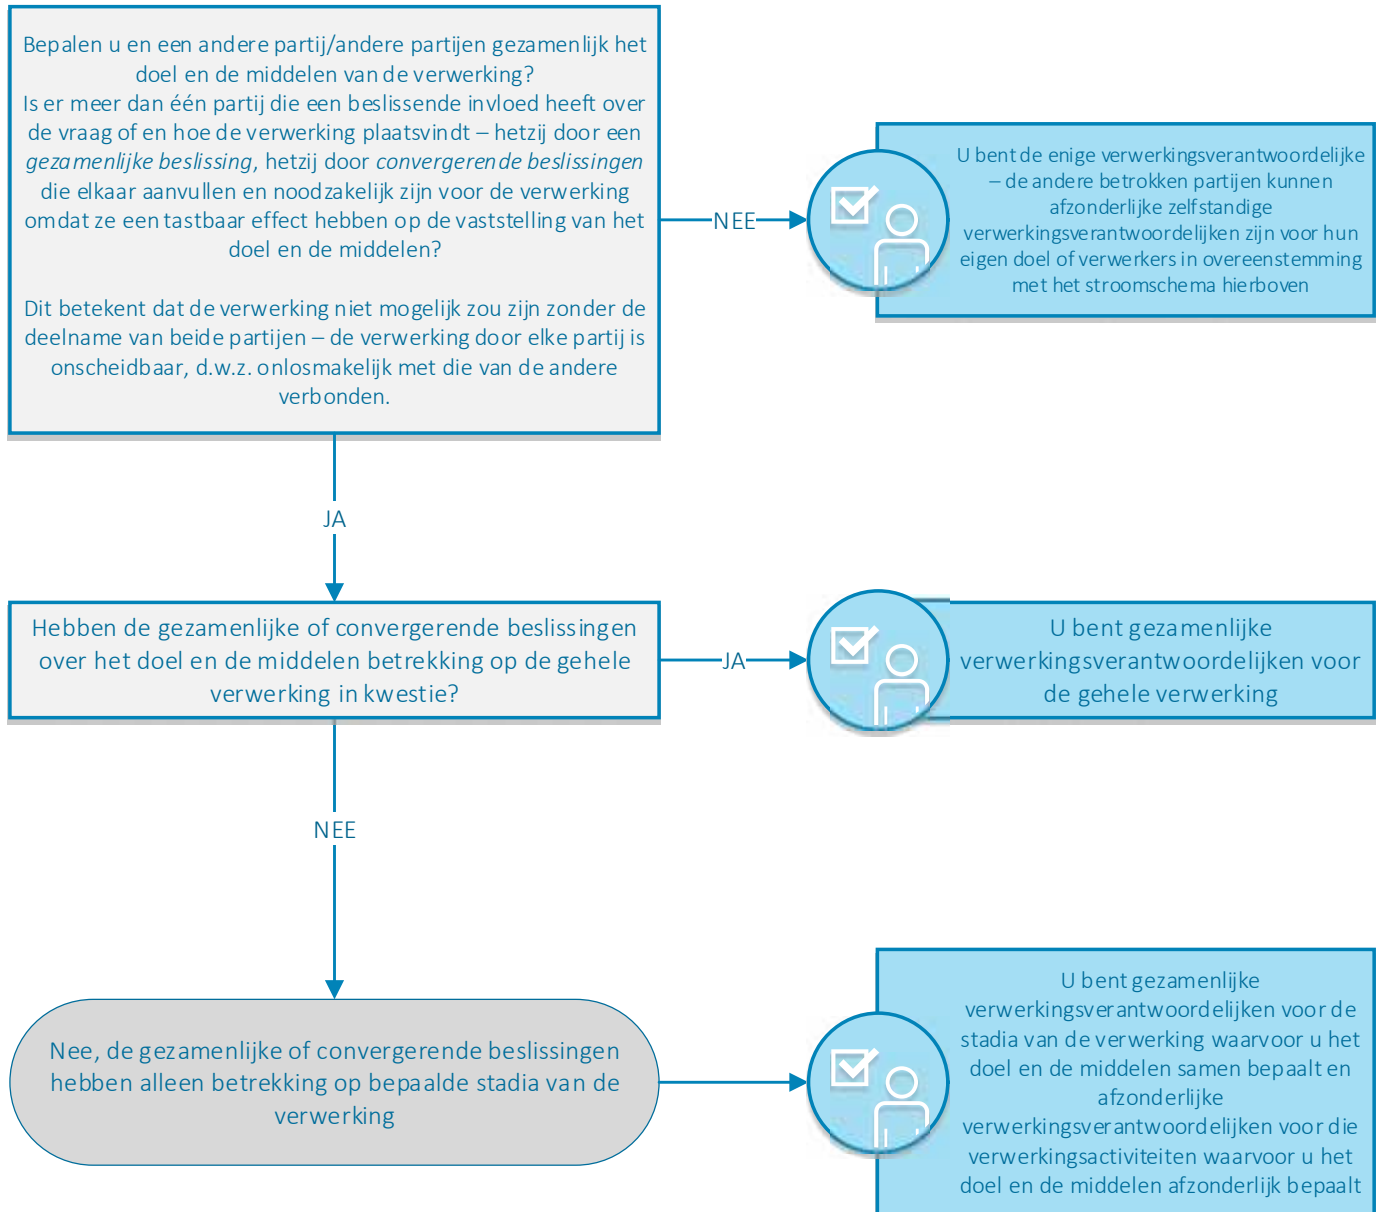 Bepalen u en een andere partij/andere partijen gezamenlijk het
doel en de middelen van de verwerking?
Is er meer dan één partij die een beslissende invloed heeft over
de vraag of en hoe de verwerking plaatsvindt – hetzij door een
gezamenlijke beslissing, hetzij door convergerende beslissingen
die elkaar aanvullen en noodzakelijk zijn voor de verwerking
omdat ze een tastbaar effect hebben op de vaststelling van het
doel en de middelen?
Dit betekent dat de verwerking niet mogelijk zou zijn zonder de
deelname van beide partijen – de verwerking door elke partij is
onscheidbaar, d.w.z. onlosmakelijk met die van de andere
verbonden.
NEE
U bent de enige verwerkingsverantwoordelijke
– de andere betrokken partijen kunnen
afzonderlijke zelfstandige
verwerkingsverantwoordelijken zijn voor hun
eigen doel of verwerkers in overeenstemming
met het stroomschema hierboven
JA
Hebben de gezamenlijke of convergerende beslissingen
over het doel en de middelen betrekking op de gehele
verwerking in kwestie?
JA
U bent gezamenlijke
verwerkingsverantwoordelijken voor
de gehele verwerking
NEE
Nee, de gezamenlijke of convergerende beslissingen
hebben alleen betrekking op bepaalde stadia van de
verwerking
U bent gezamenlijke
verwerkingsverantwoordelijken voor de
stadia van de verwerking waarvoor u het
doel en de middelen samen bepaalt en
afzonderlijke
verwerkingsverantwoordelijken voor die
verwerkingsactiviteiten waarvoor u het
doel en de middelen afzonderlijk bepaalt